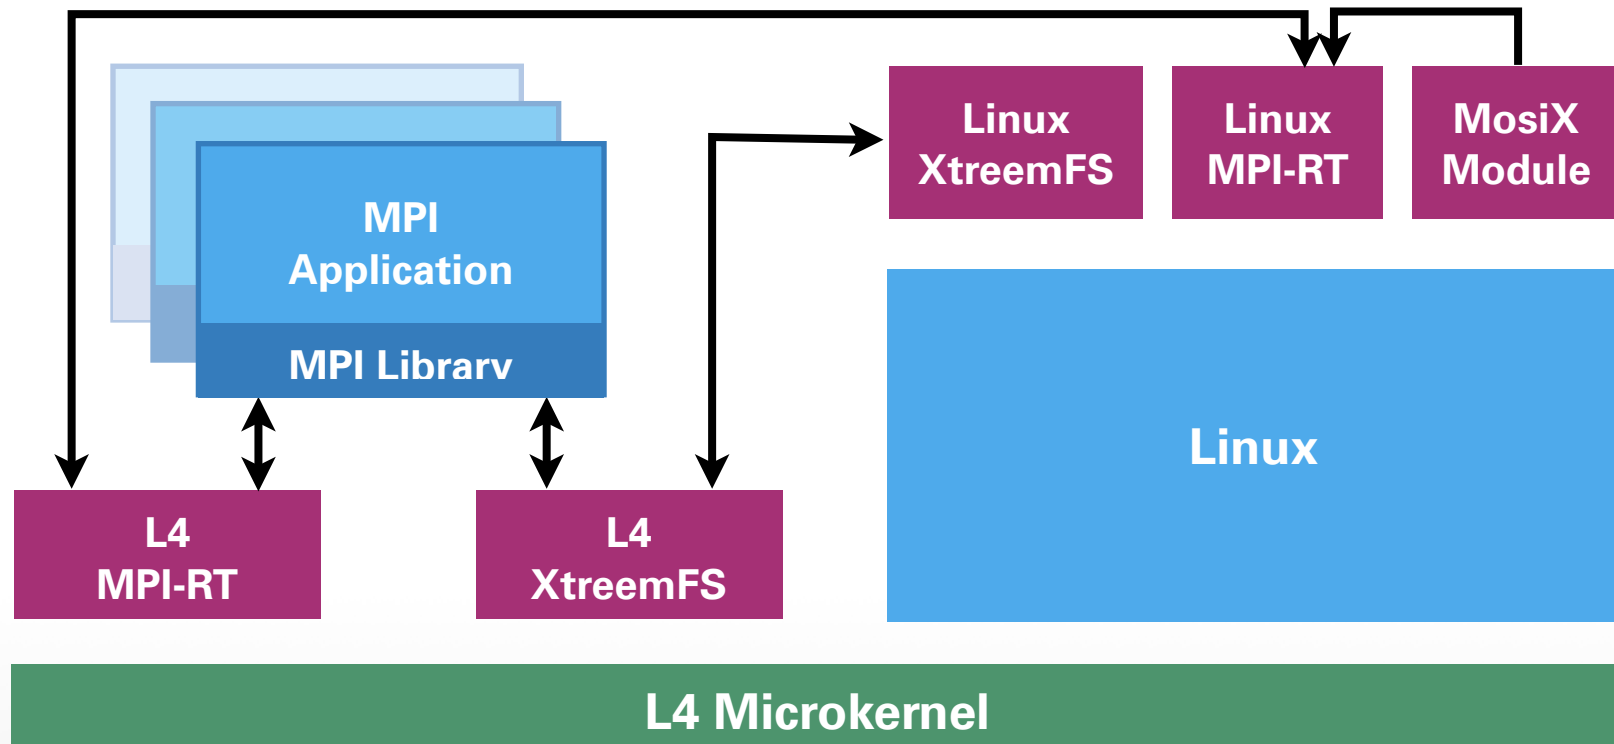 Linux
XtreemFS
Linux
MPI-RT
MosiX
Module
MPI
Application
MPI Library
Linux
L4
MPI-RT
L4
XtreemFS
L4 Microkernel